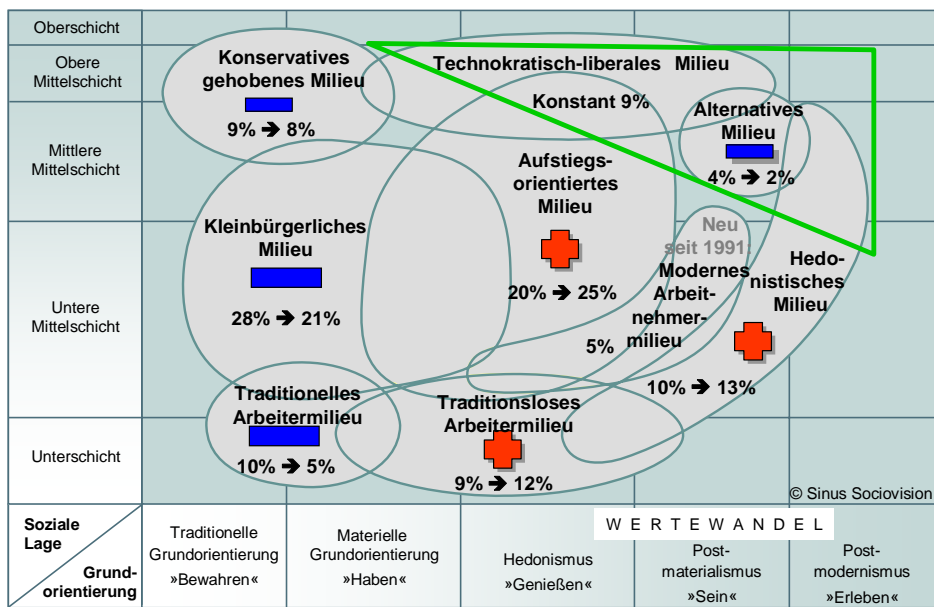 Oberschicht
Obere
Mittelschicht
Mittlere
Mittelschicht
Untere
Mittelschicht
Unterschicht
Konservatives
gehobenes Milieu
9% ➔ 8%
Technokratisch-liberales Milieu
Konstant 9%
Alternatives
Milieu
4% ➔ 2%
Aufstiegs-
orientiertes
Milieu
20% ➔ 25%
Kleinbürgerliches
Milieu
28% ➔ 21%
Neu
seit 1991:
Modernes
Arbeit-
nehmer-
milieu
5%
Hedo-
nistisches
Milieu
10% ➔ 13%
Traditionelles
Arbeitermilieu
10% ➔ 5%
Traditionsloses
Arbeitermilieu
9% ➔ 12%
© Sinus Sociovision
Soziale
Lage
Grund-
orientierung
Traditionelle
Grundorientierung
»Bewahren«
Materielle
Grundorientierung
»Haben«
Hedonismus
»Genießen«
WERTEWANDEL
Post-
materialismus
»Sein«
Post-
modernismus
»Erleben«